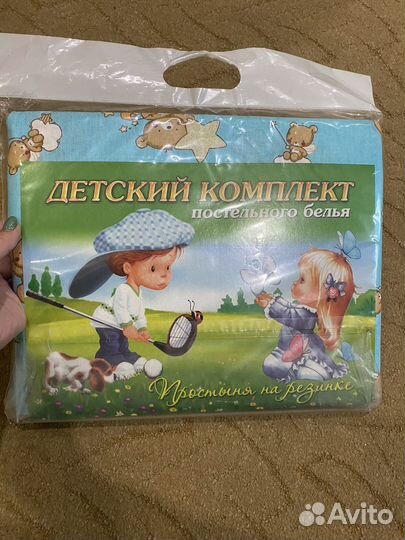 ДЕТСКИЙ КОМПЛЕКТ
постельного белья
Простыня на резинке
Avito